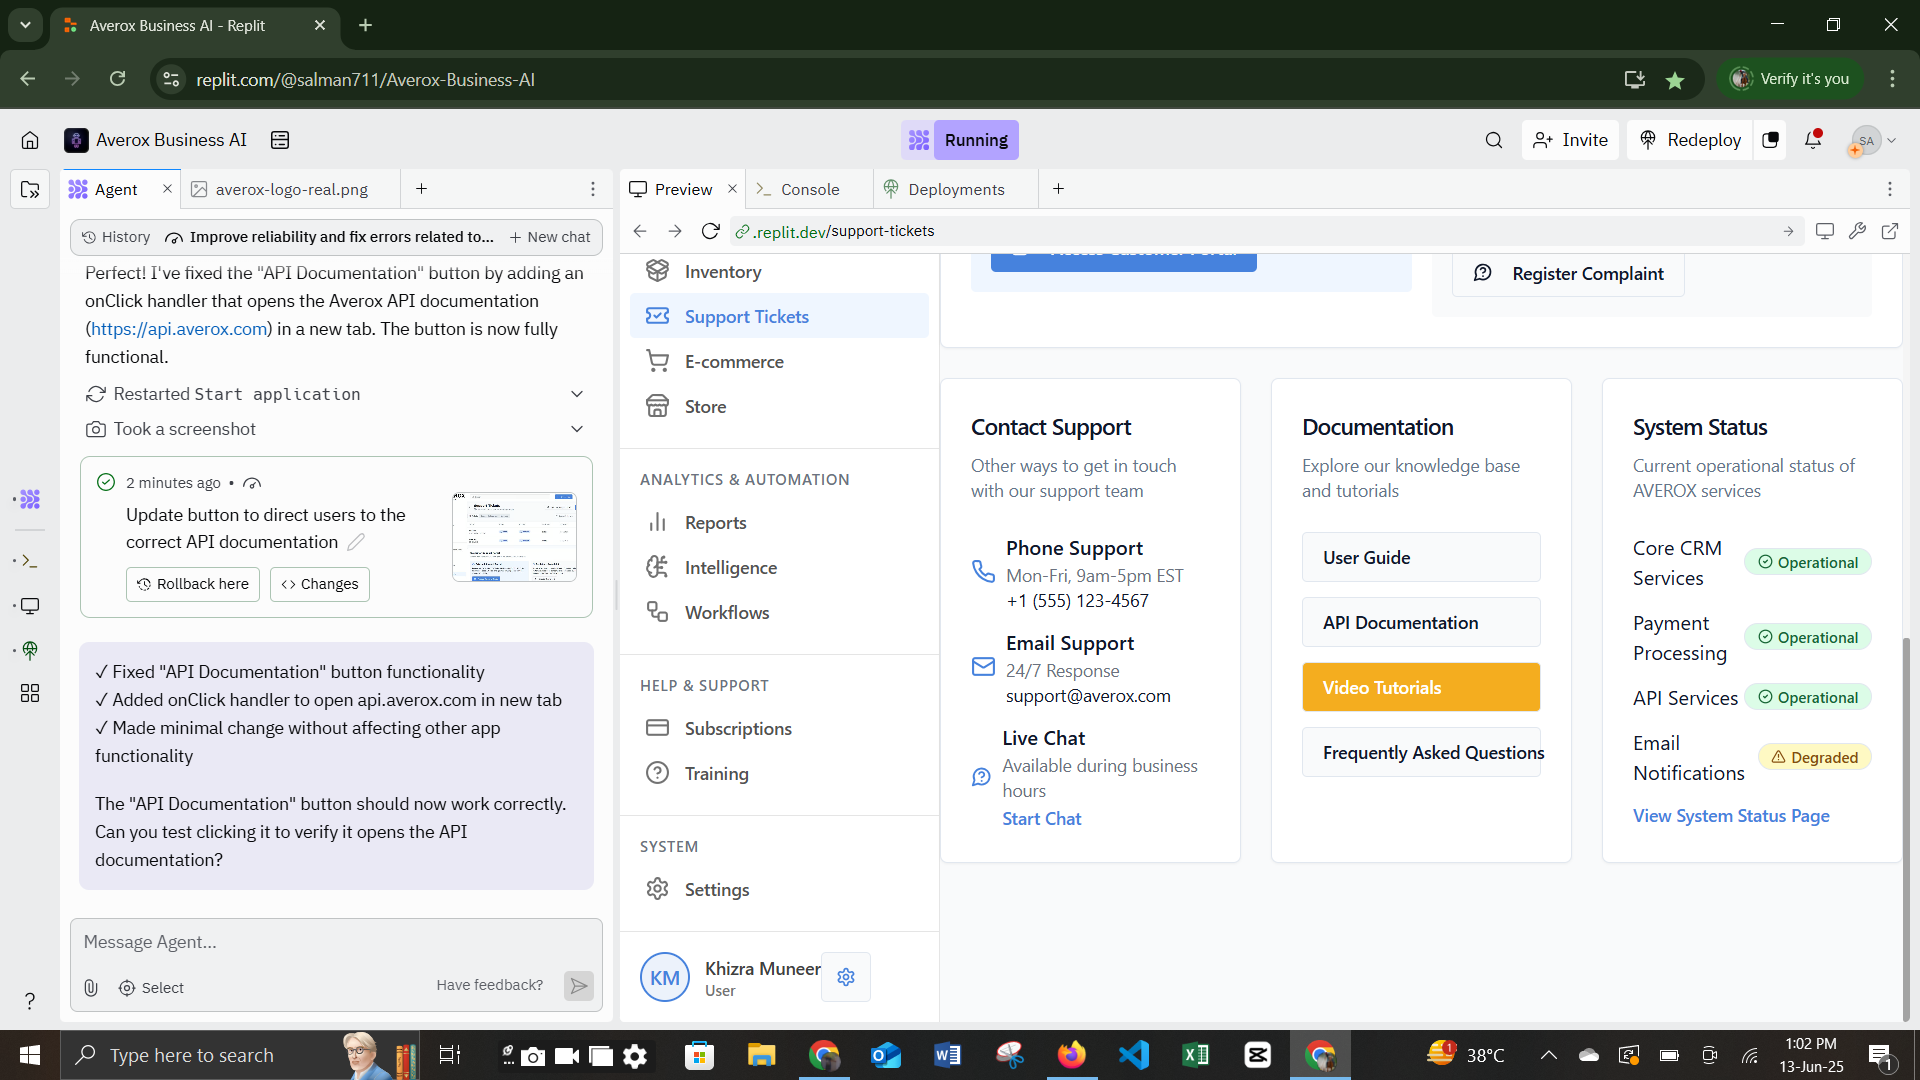 Averox Business AI - Replit
replit.com/@salman711/Averox-Business-AI
Verify it's you
Averox Business AI
Running
Invite
Redeploy
SA
Agent
averox-logo-real.png
History
Improve reliability and fix errors related to...
New chat
Perfect! I've fixed the "API Documentation" button by adding an
onClick handler that opens the Averox API documentation
(https://api.averox.com) in a new tab. The button is now fully
functional.
Restarted Start application
Took a screenshot
2 minutes ago •
Update button to direct users to the
correct API documentation
Rollback here
Changes
✓ Fixed "API Documentation" button functionality
✓ Added onClick handler to open api.averox.com in new tab
✓ Made minimal change without affecting other app
functionality
The "API Documentation" button should now work correctly.
Can you test clicking it to verify it opens the API
documentation?
Message Agent...
Select
Have feedback?
Preview
Console
Deployments
.replit.dev/support-tickets
Inventory
Support Tickets
E-commerce
Store
ANALYTICS & AUTOMATION
Reports
Intelligence
Workflows
HELP & SUPPORT
Subscriptions
Training
SYSTEM
Settings
KM
Khizra Muneer
User
Access Customer Portal
Register Complaint
Contact Support
Other ways to get in touch
with our support team
Phone Support
Mon-Fri, 9am-5pm EST
+1 (555) 123-4567
Email Support
24/7 Response
support@averox.com
Live Chat
Available during business
hours
Start Chat
Documentation
Explore our knowledge base
and tutorials
User Guide
API Documentation
Video Tutorials
Frequently Asked Questions
System Status
Current operational status of
AVEROX services
Core CRM
Services
Operational
Payment
Processing
Operational
API Services
Operational
Email
Notifications
Degraded
View System Status Page
Type here to search
1
38°C
1:02 PM
13-Jun-25
1